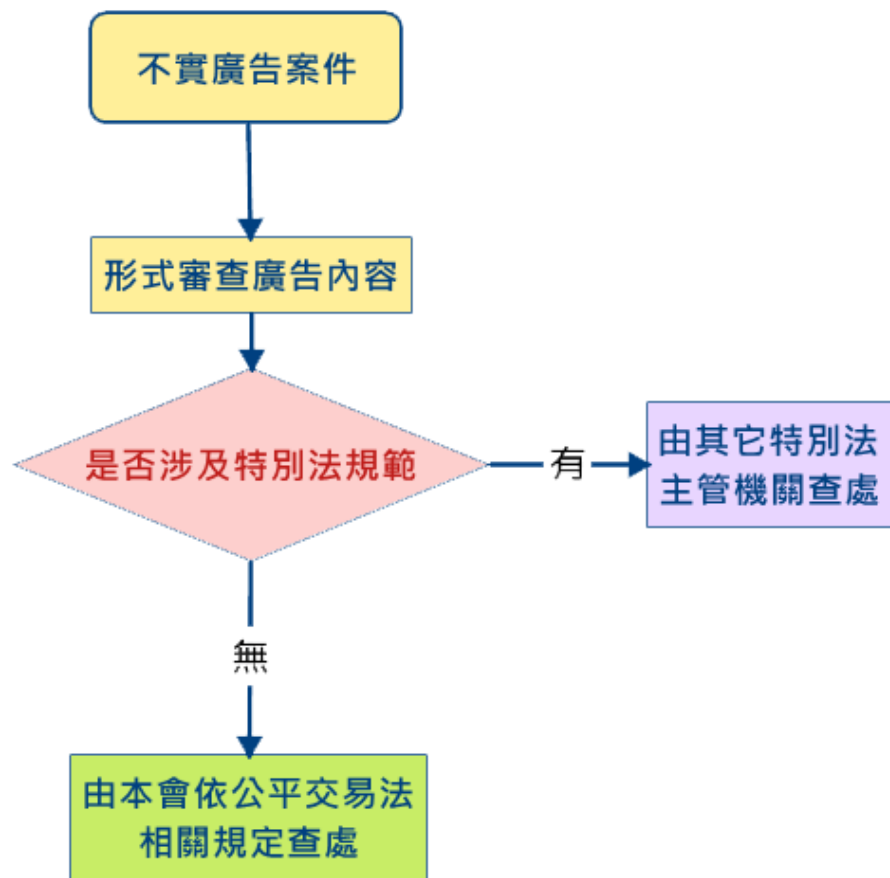 不實廣告案件
形式審查廣告內容
是否涉及特別法規範
有
由其它特別法
主管機關查處
無
由本會依公平交易法
相關規定查處